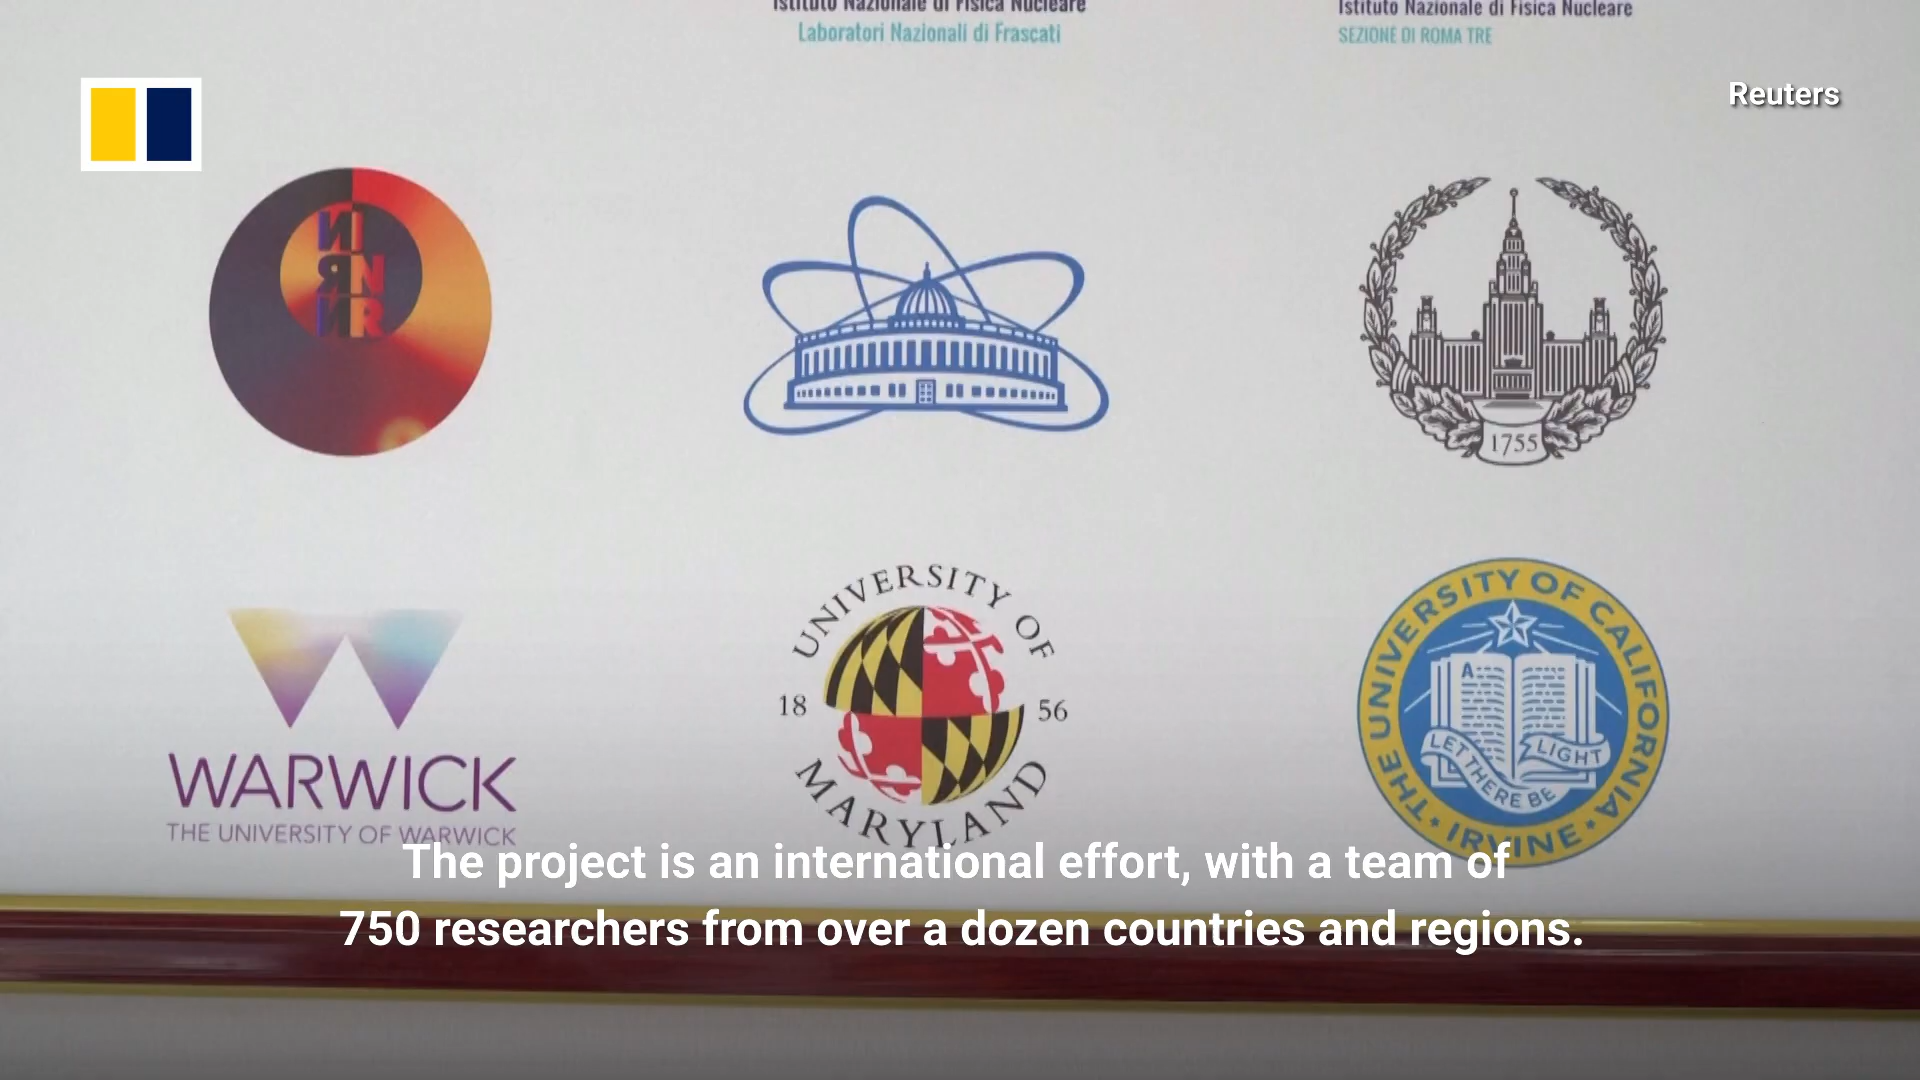 Istituto Nazionale di Fisica Nucleare
Laboratori Nazionali di Frascati
Istituto Nazionale di Fisica Nucleare
SEZIONE DI ROMA TRE
Reuters
1755
WARWICK
THE UNIVERSITY OF WARWICK
UNIVERSITY OF
18 56
MARYLAND
THE UNIVERSITY OF CALIFORNIA
A
LET THERE BE LIGHT
IRVINE
The project is an international effort, with a team of
750 researchers from over a dozen countries and regions.